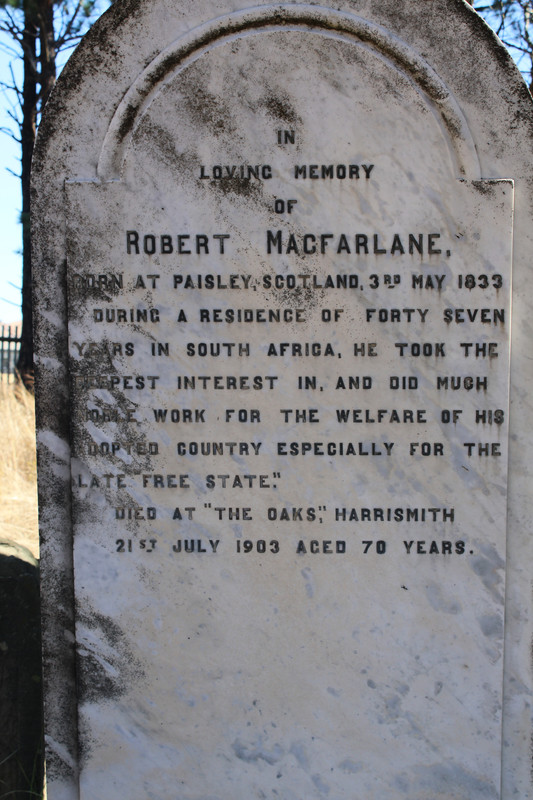 IN
LOVING MEMORY
OF
ROBERT MACFARLANE,
BORN AT PAISLEY, SCOTLAND, 3RD MAY 1833
DURING A RESIDENCE OF FORTY SEVEN
YEARS IN SOUTH AFRICA, HE TOOK THE
DEEPEST INTEREST IN, AND DID MUCH
NOBLE WORK FOR THE WELFARE OF HIS
ADOPTED COUNTRY ESPECIALLY FOR THE
LATE FREE STATE."
DIED AT "THE OAKS," HARRISMITH
21ST JULY 1903 AGED 70 YEARS.